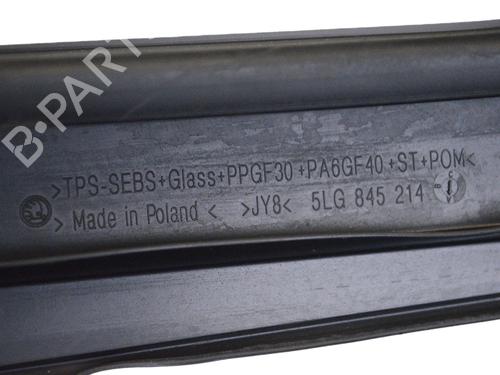 B-PART
>TPS-SEBS+Glass+PPGF30+PA6GF40+ST+POM<
> Made in Poland < >JY8< 5LG 845 214